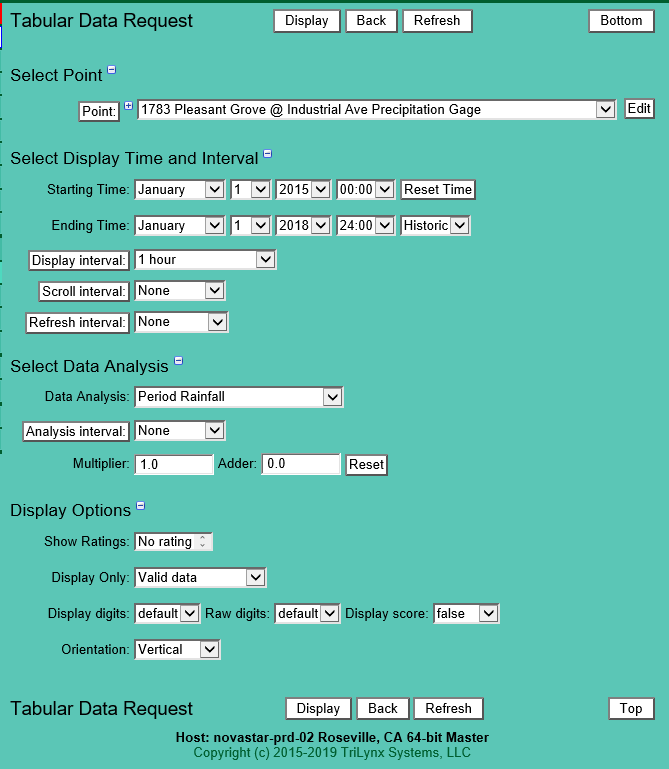 Tabular Data Request Display Back Refresh Bottom
Select Point
Point: 1783 Pleasant Grove @ Industrial Ave Precipitation Gage Edit
Select Display Time and Interval
Starting Time: January 1 2015 00:00 Reset Time
Ending Time: January 1 2018 24:00 Historic
Display interval: 1 hour
Scroll interval: None
Refresh interval: None
Select Data Analysis
Data Analysis: Period Rainfall
Analysis interval: None
Multiplier: 1.0 Adder: 0.0 Reset
Display Options
Show Ratings: No rating
Display Only: Valid data
Display digits: default Raw digits: default Display score: false
Orientation: Vertical
Tabular Data Request Display Back Refresh Top
Host: novastar-prd-02 Roseville, CA 64-bit Master
Copyright (c) 2015-2019 TriLynx Systems, LLC